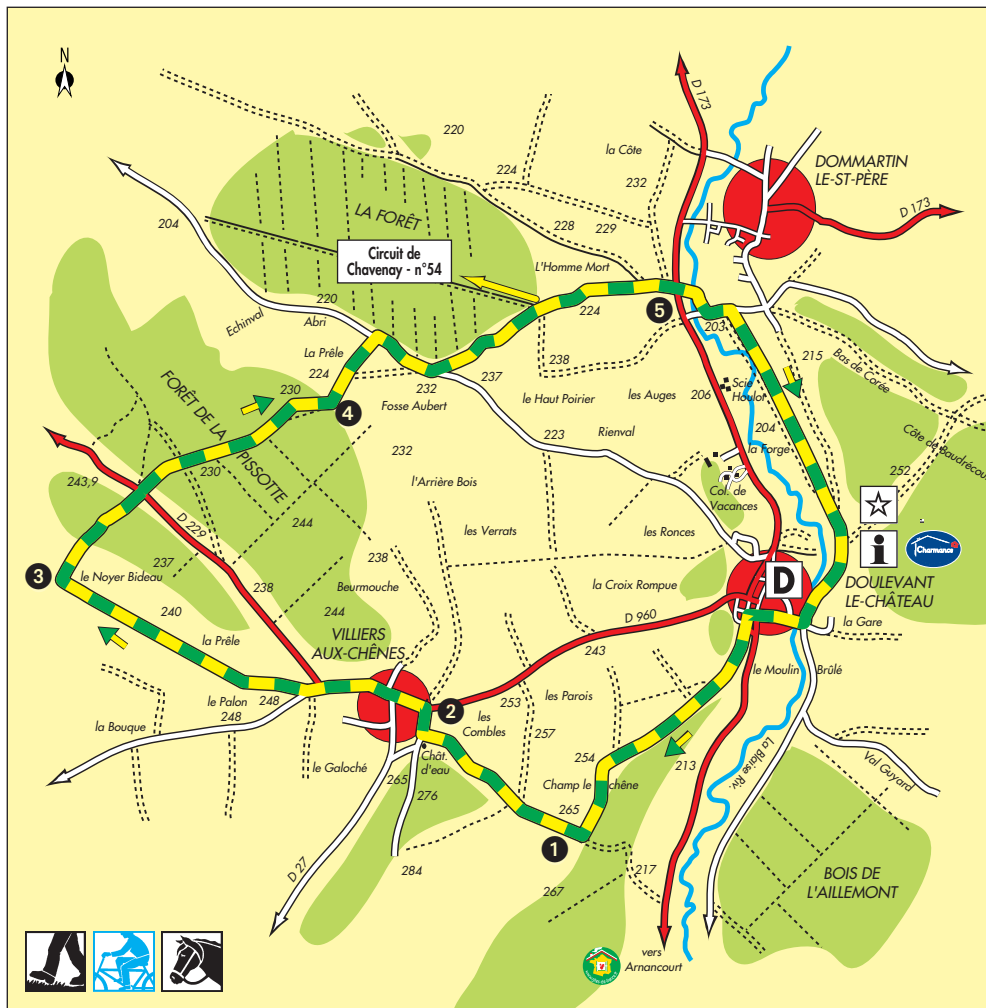 N
D 173
220
la Côte
DOMMARTIN
LE-ST-PÈRE
224
232
LA FORÊT
D 173
204
228
229
Circuit de
Chavenay - n°54
L'Homme Mort
220
Echinval
Abri
224
5
203
La Prêle
224
238
215
Bas de Corée
232
237
Scie
Houlot
230
Fosse Aubert
le Haut Poirier
les Auges
206
4
FORÊT DE LA
PISSOTTE
204
la Forge
223
Rienval
Côte de Baudrécourt
230
232
252
243,9
l'Arrière Bois
Col. de
Vacances
D 229
244
les Verrats
les Ronces
i
Charmance
237
238
3
le Noyer Bideau
Beurmouche
la Croix Rompue
D
DOULEVANT
LE-CHÂTEAU
240
238
244
la Gare
la Prêle
VILLIERS
AUX-CHÊNES
D 960
243
le Moulin Brûlé
le Palon
248
248
253
les Parois
2
les
Combles
la Bouque
257
La Blaise Riv.
Chât.
d'eau
254
213
Val Guyard
le Galoché
265
276
Champ le chêne
265
1
284
217
D 27
267
BOIS DE
L'AILLEMONT
vers
Arnancourt